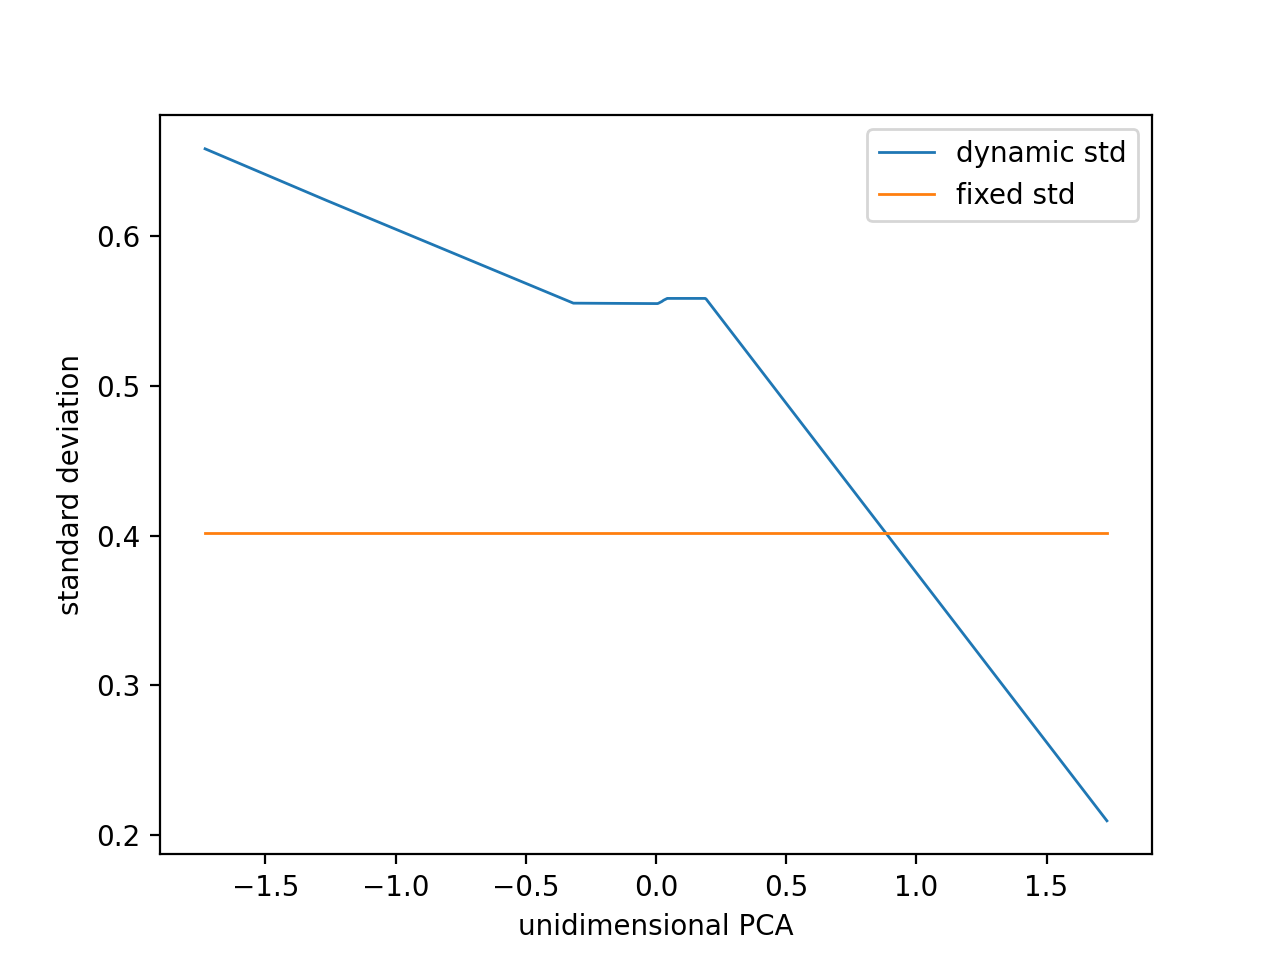 dynamic std
fixed std
0.6
0.5
0.4
0.3
0.2
standard deviation
−1.5 −1.0 −0.5 0.0 0.5 1.0 1.5
unidimensional PCA